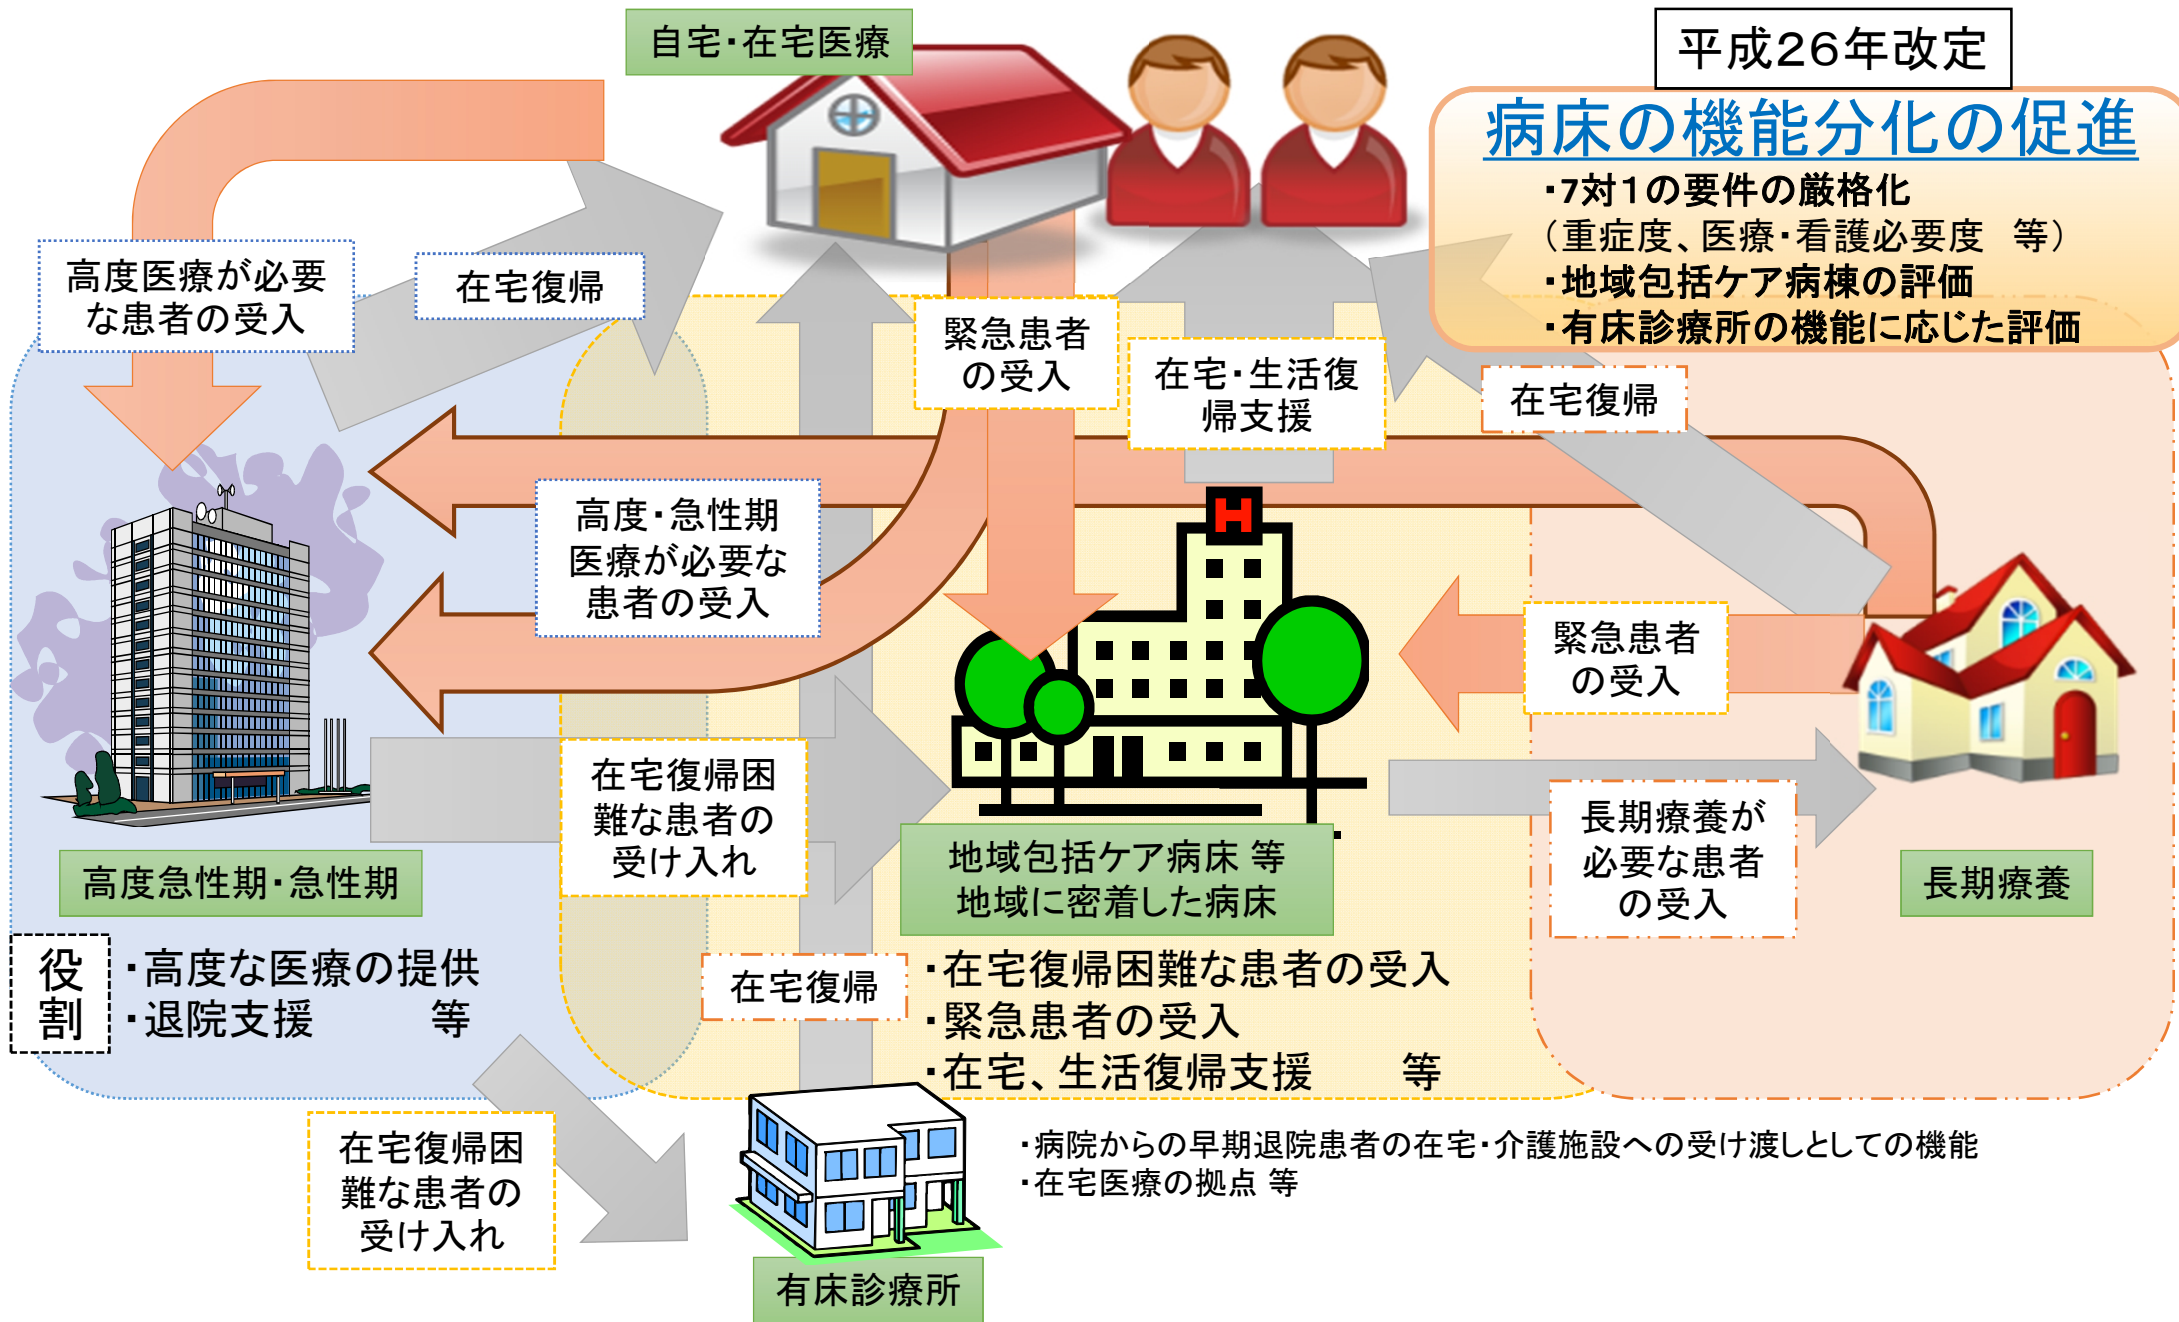 自宅・在宅医療
平成26年改定
病床の機能分化の促進
・7対1の要件の厳格化
（重症度、医療・看護必要度　等）
・地域包括ケア病棟の評価
・有床診療所の機能に応じた評価
高度医療が必要
な患者の受入
在宅復帰
緊急患者
の受入
在宅・生活復
帰支援
在宅復帰
高度・急性期
医療が必要な
患者の受入
H
緊急患者
の受入
在宅復帰困
難な患者の
受け入れ
長期療養が
必要な患者
の受入
高度急性期・急性期
地域包括ケア病床 等
地域に密着した病床
長期療養
役
割
・高度な医療の提供
・退院支援　　　等
在宅復帰
・在宅復帰困難な患者の受入
・緊急患者の受入
・在宅、生活復帰支援　　等
在宅復帰困
難な患者の
受け入れ
・病院からの早期退院患者の在宅・介護施設への受け渡しとしての機能
・在宅医療の拠点 等
有床診療所